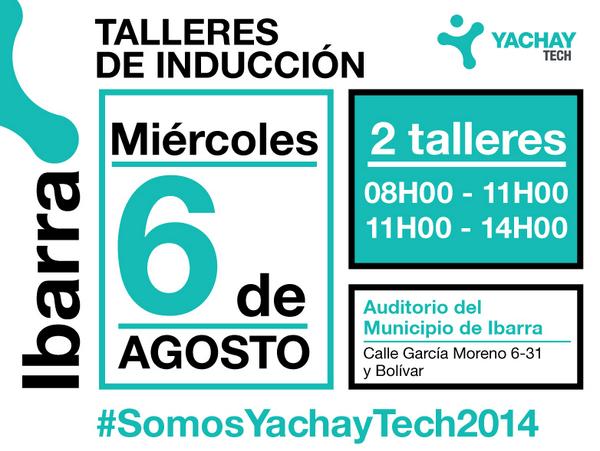 TALLERES
DE INDUCCIÓN
YACHAY
TECH
Ibarra
Miércoles
6 de
AGOSTO
2 talleres
08H00 - 11H00
11H00 - 14H00
Auditorio del
Municipio de Ibarra
Calle García Moreno 6-31
y Bolívar
#SomosYachayTech2014